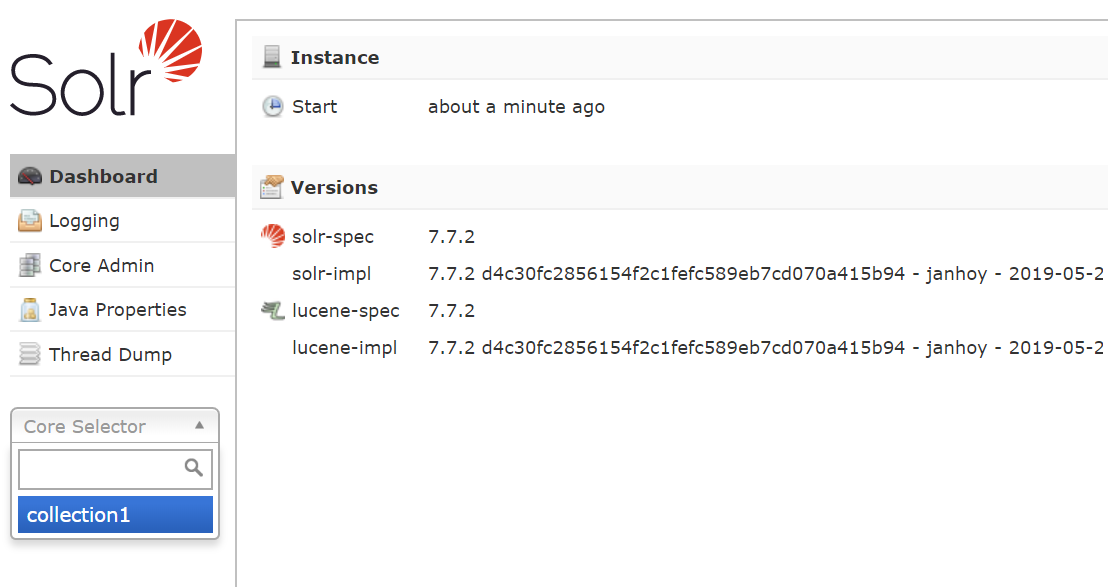 Solr
Dashboard
Logging
Core Admin
Java Properties
Thread Dump
Core Selector
collection1
Instance
Start about a minute ago
Versions
solr-spec 7.7.2
solr-impl 7.7.2 d4c30fc2856154f2c1fefc589eb7cd070a415b94 - janhoy - 2019-05-2
lucene-spec 7.7.2
lucene-impl 7.7.2 d4c30fc2856154f2c1fefc589eb7cd070a415b94 - janhoy - 2019-05-2